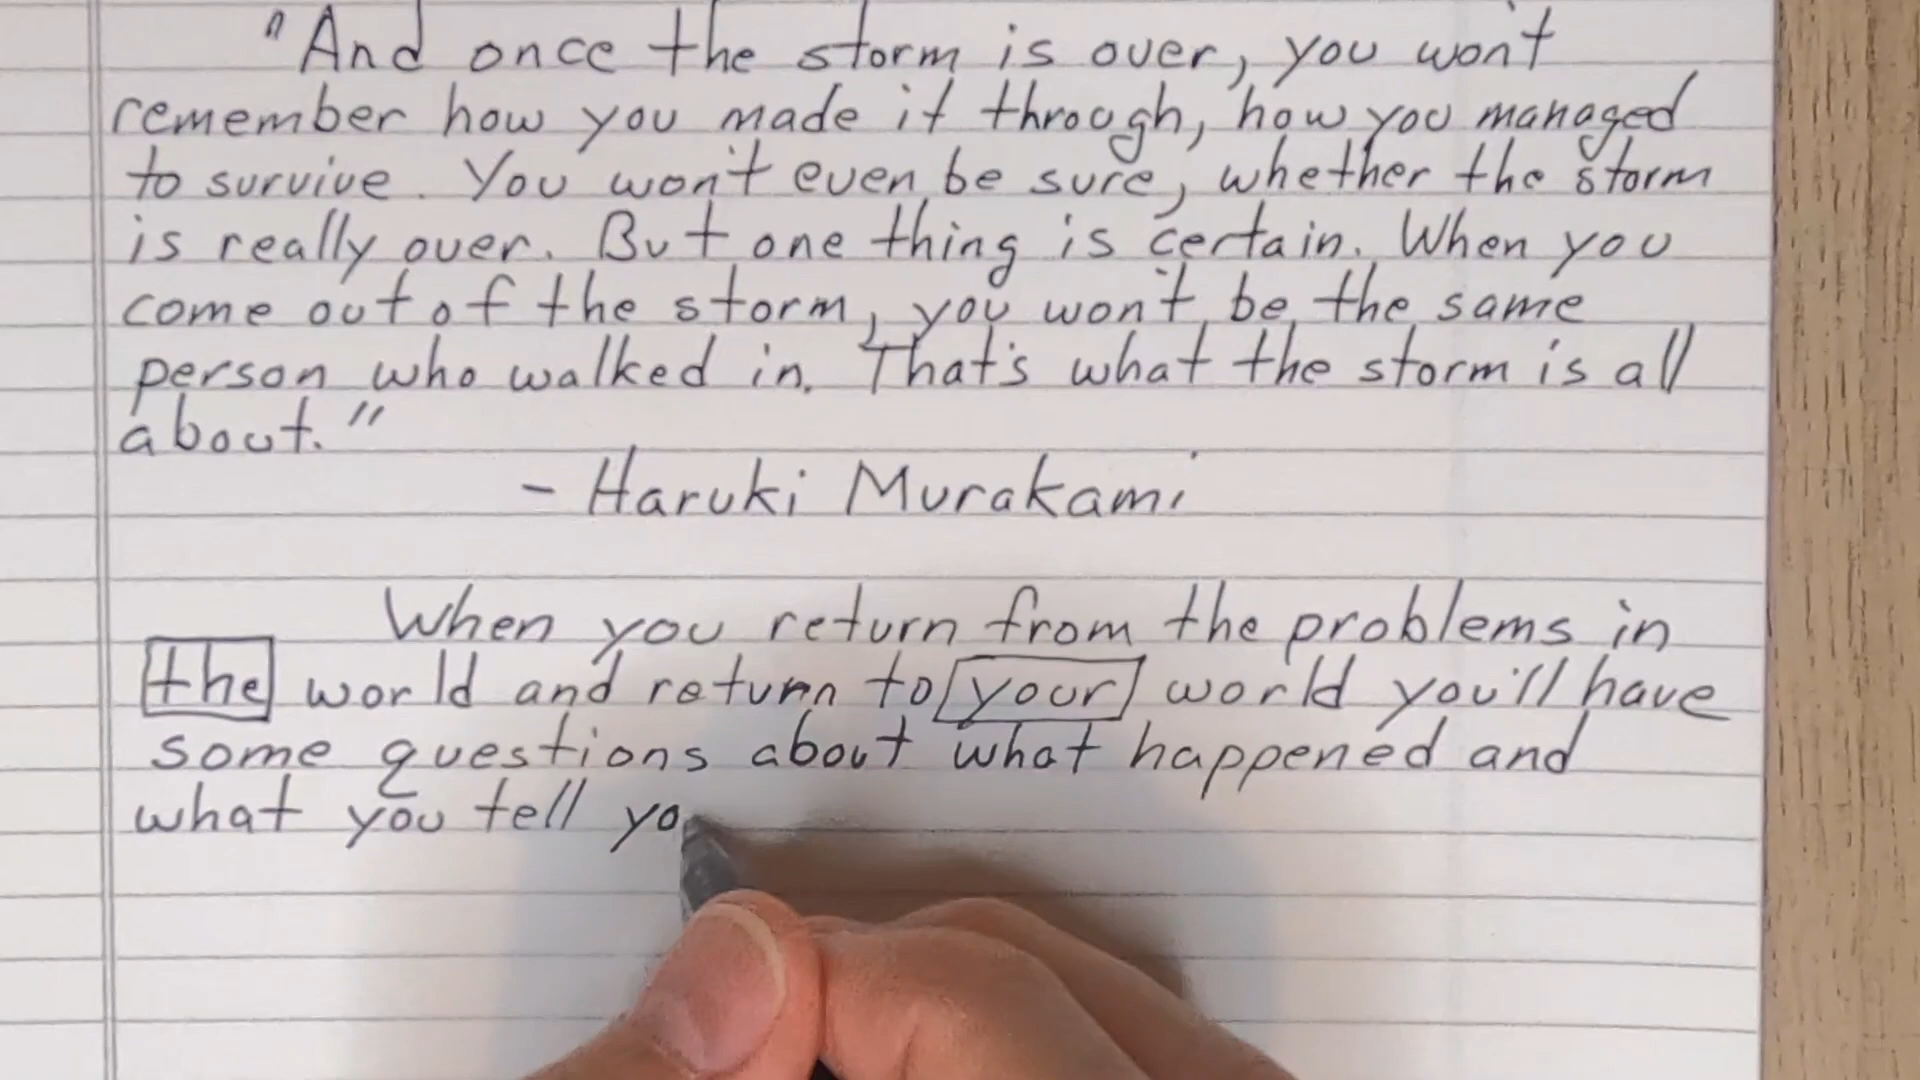 "And once the storm is over, you won't
remember how you made it through, how you managed
to survive. You won't even be sure, whether the storm
is really over. But one thing is certain. When you
come out of the storm, you won't be the same
person who walked in. That's what the storm is all
about."
- Haruki Murakami
When you return from the problems in
the world and return to your world you'll have
some questions about what happened and
what you tell yo